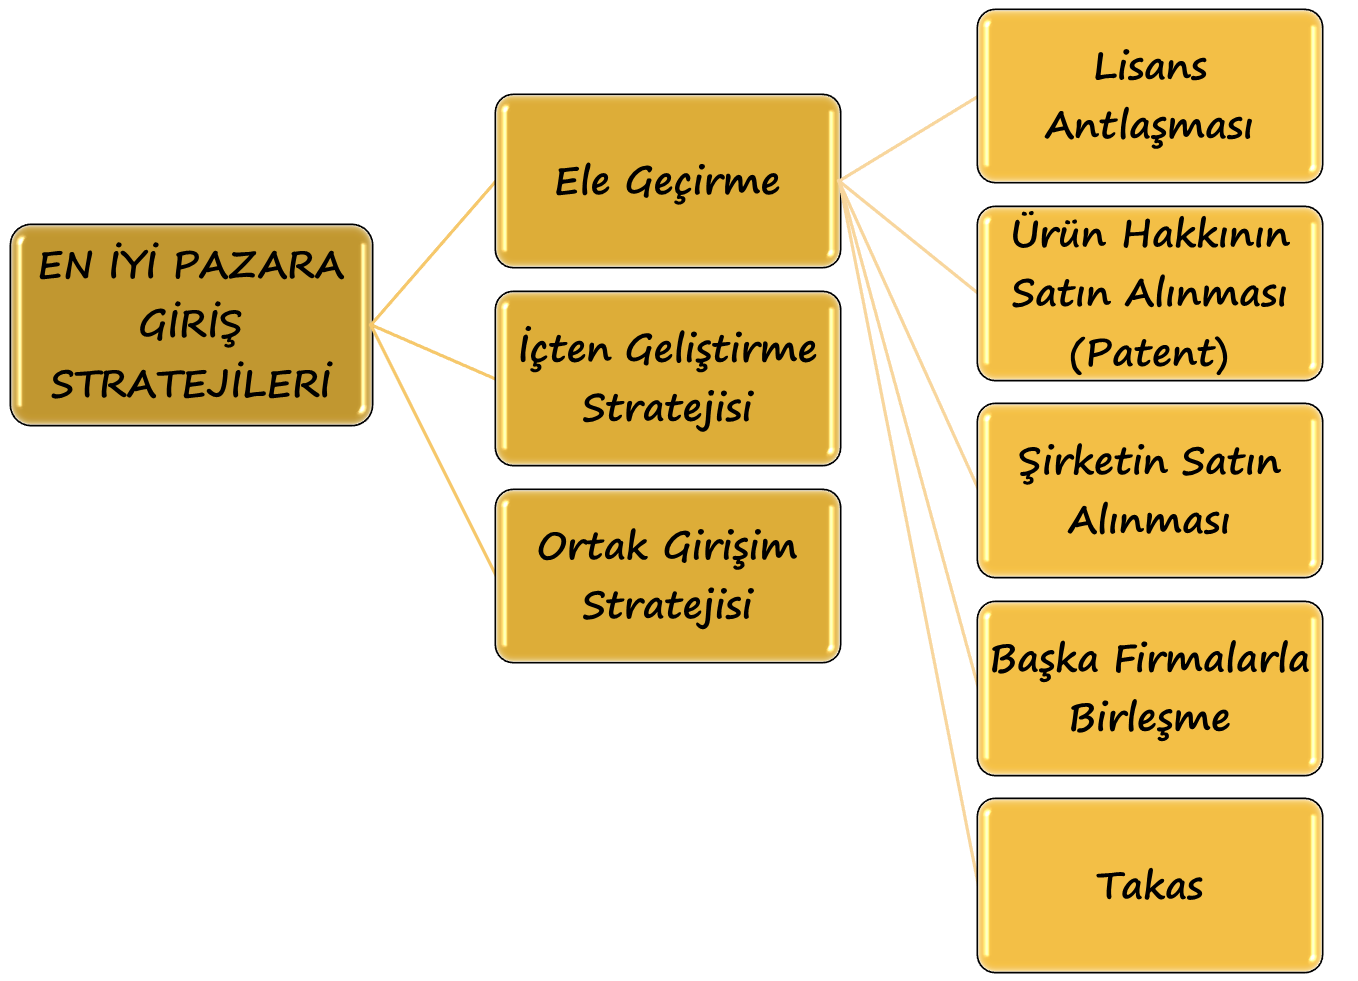 EN İYİ PAZARA
GİRİŞ
STRATEJİLERİ
Ele Geçirme
İçten Geliştirme
Stratejisi
Ortak Girişim
Stratejisi
Lisans
Antlaşması
Ürün Hakkının
Satın Alınması
(Patent)
Şirketin Satın
Alınması
Başka Firmalarla
Birleşme
Takas